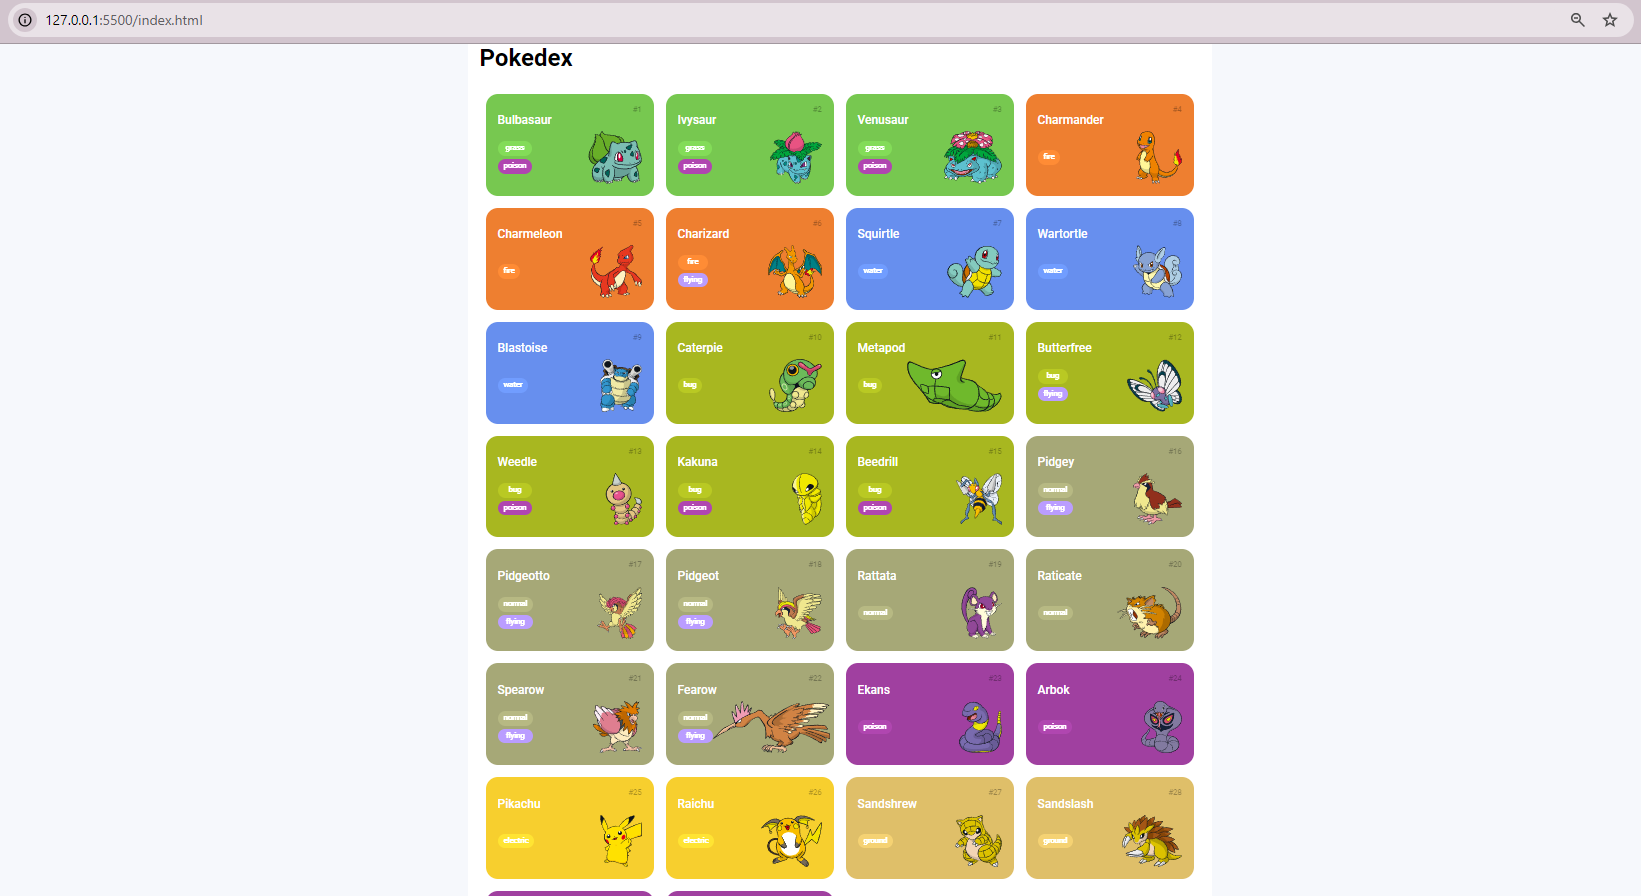 127.0.0.1:5500/index.html
Pokedex
#1
Bulbasaur
grass
poison
#2
Ivysaur
grass
poison
#3
Venusaur
grass
poison
#4
Charmander
fire
#5
Charmeleon
fire
#6
Charizard
fire
flying
#7
Squirtle
water
#8
Wartortle
water
#9
Blastoise
water
#10
Caterpie
bug
#11
Metapod
bug
#12
Butterfree
bug
flying
#13
Weedle
bug
poison
#14
Kakuna
bug
poison
#15
Beedrill
bug
poison
#16
Pidgey
normal
flying
#17
Pidgeotto
normal
flying
#18
Pidgeot
normal
flying
#19
Rattata
normal
#20
Raticate
normal
#21
Spearow
normal
flying
#22
Fearow
normal
flying
#23
Ekans
poison
#24
Arbok
poison
#25
Pikachu
electric
#26
Raichu
electric
#27
Sandshrew
ground
#28
Sandslash
ground